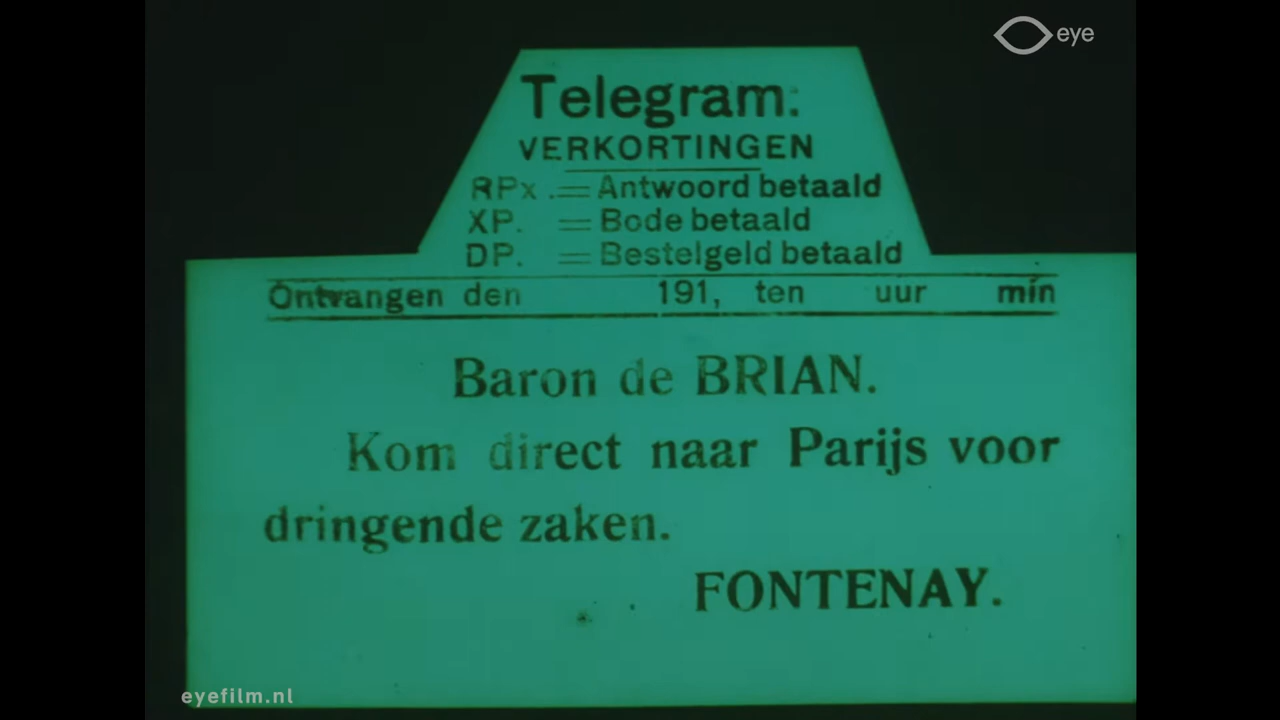 eye
Telegram:
VERKORTINGEN
RPx .= Antwoord betaald
XP. = Bode betaald
DP. = Bestelgeld betaald
Ontvangen den 191, ten uur min
Baron de BRIAN.
Kom direct naar Parijs voor
dringende zaken.
FONTENAY.
eyefilm.nl